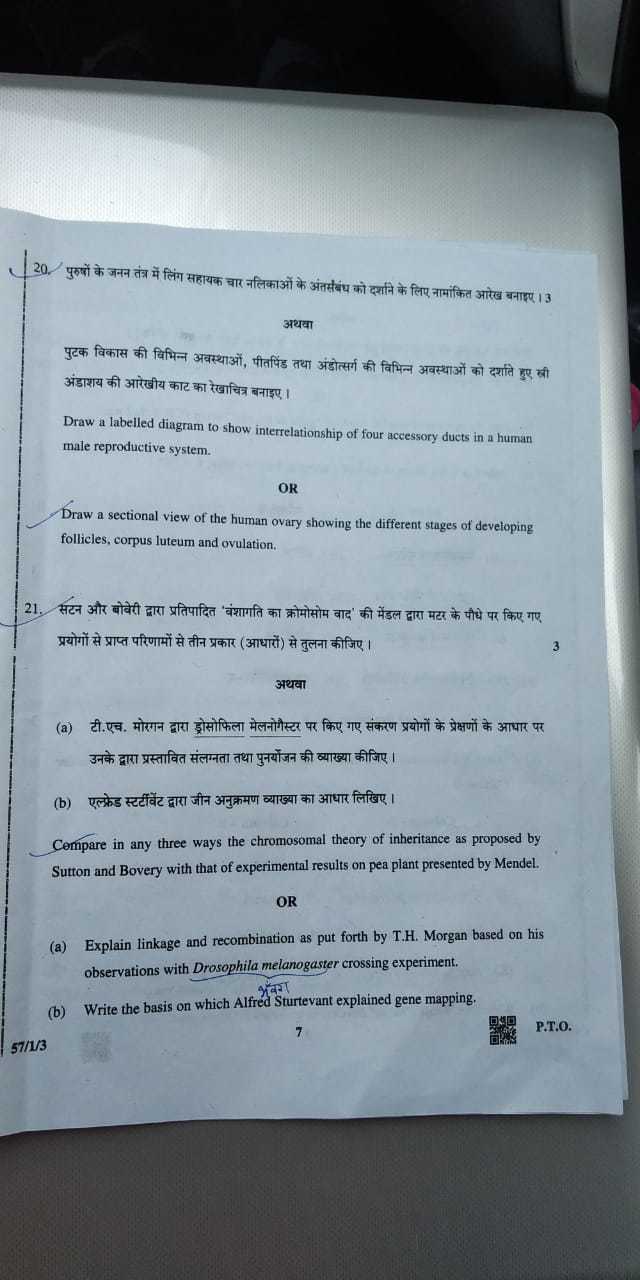 20. पुरुषों के जनन तंत्र में लिंग सहायक चार नलिकाओं के अंतर्संबंध को दर्शाने के लिए नामांकित आरेख बनाइए । 3
अथवा
पुटक विकास की विभिन्न अवस्थाओं, पीतपिंड तथा अंडोत्सर्ग की विभिन्न अवस्थाओं को दर्शाते हुए स्त्री
अंडाशय की आरेखीय काट का रेखाचित्र बनाइए ।
Draw a labelled diagram to show interrelationship of four accessory ducts in a human
male reproductive system.
OR
Draw a sectional view of the human ovary showing the different stages of developing
follicles, corpus luteum and ovulation.
21. सटन और बोवेरी द्वारा प्रतिपादित 'वंशागति का क्रोमोसोम वाद' की मेंडल द्वारा मटर के पौधे पर किए गए
प्रयोगों से प्राप्त परिणामों से तीन प्रकार (आधारों) से तुलना कीजिए । 3
अथवा
(a) टी.एच. मोरगन द्वारा ड्रोसोफिला मेलनोगैस्टर पर किए गए संकरण प्रयोगों के प्रेक्षणों के आधार पर
उनके द्वारा प्रस्तावित संलग्नता तथा पुनर्योजन की व्याख्या कीजिए ।
(b) एल्फ्रेड स्टर्टीवेंट द्वारा जीन अनुक्रमण व्याख्या का आधार लिखिए ।
Compare in any three ways the chromosomal theory of inheritance as proposed by
Sutton and Bovery with that of experimental results on pea plant presented by Mendel.
OR
(a) Explain linkage and recombination as put forth by T.H. Morgan based on his
observations with Drosophila melanogaster crossing experiment.
(b) Write the basis on which Alfred Sturtevant explained gene mapping.
57/1/3 7 P.T.O.